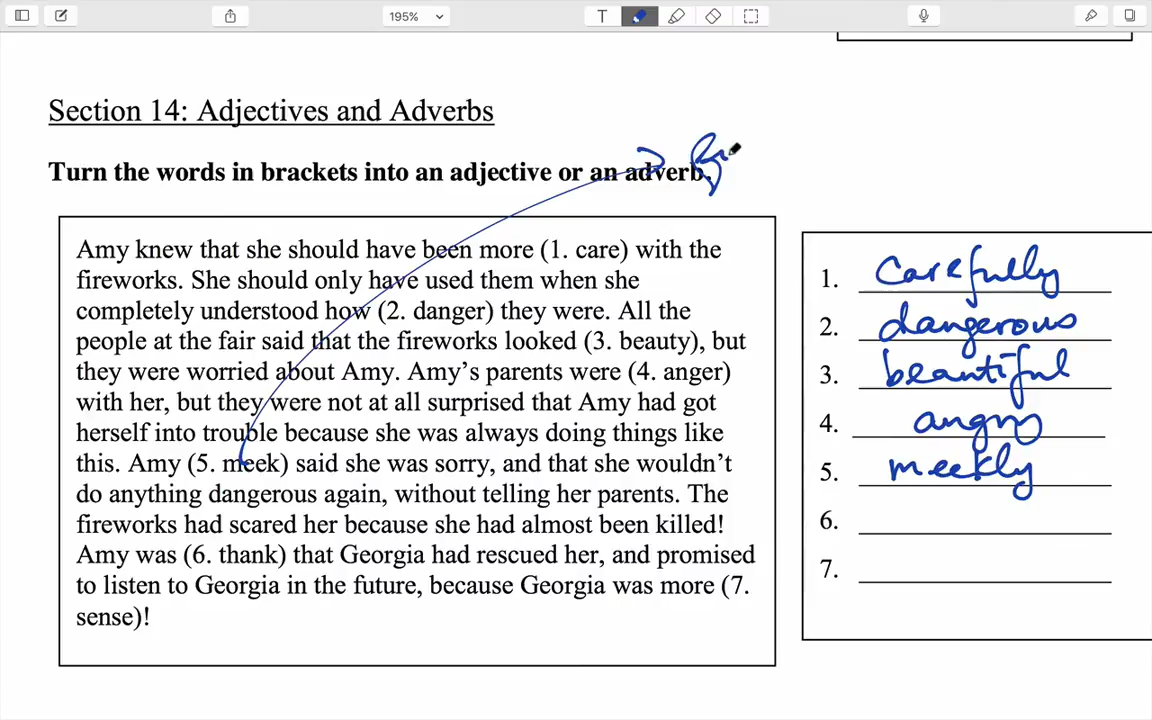 195%
T
Section 14: Adjectives and Adverbs
Turn the words in brackets into an adjective or an adverb.
Amy knew that she should have been more (1. care) with the
fireworks. She should only have used them when she
completely understood how (2. danger) they were. All the
people at the fair said that the fireworks looked (3. beauty), but
they were worried about Amy. Amy's parents were (4. anger)
with her, but they were not at all surprised that Amy had got
herself into trouble because she was always doing things like
this. Amy (5. meek) said she was sorry, and that she wouldn't
do anything dangerous again, without telling her parents. The
fireworks had scared her because she had almost been killed!
Amy was (6. thank) that Georgia had rescued her, and promised
to listen to Georgia in the future, because Georgia was more (7.
sense)!
1. carefully
2. dangerous
3. beautiful
4. angry
5. meekly
6.
7.